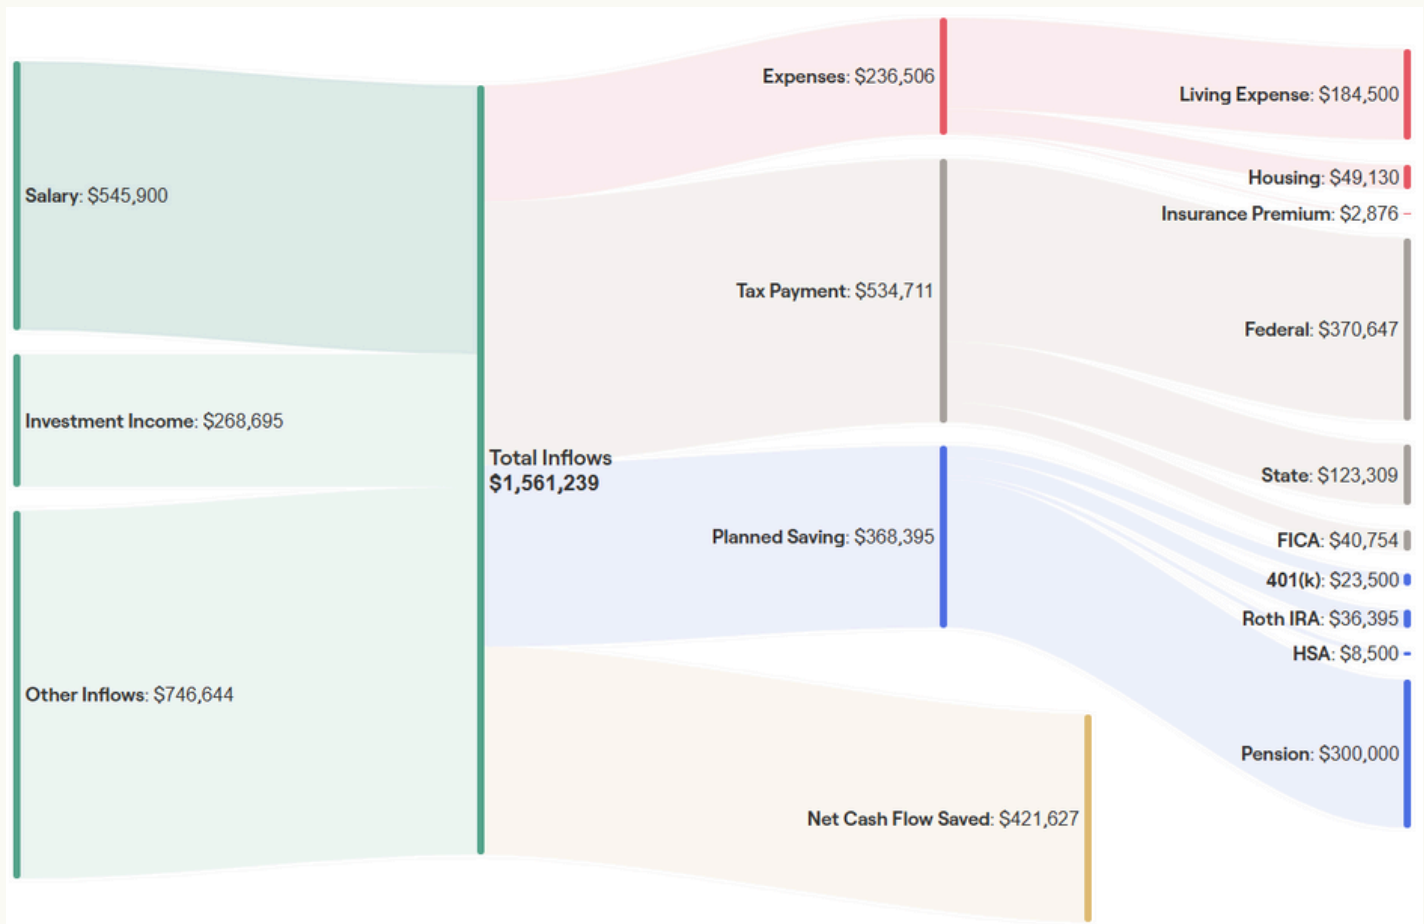 Salary: $545,900
Investment Income: $268,695
Other Inflows: $746,644
Total Inflows
$1,561,239
Expenses: $236,506
Tax Payment: $534,711
Planned Saving: $368,395
Net Cash Flow Saved: $421,627
Living Expense: $184,500
Housing: $49,130
Insurance Premium: $2,876
Federal: $370,647
State: $123,309
FICA: $40,754
401(k): $23,500
Roth IRA: $36,395
HSA: $8,500
Pension: $300,000